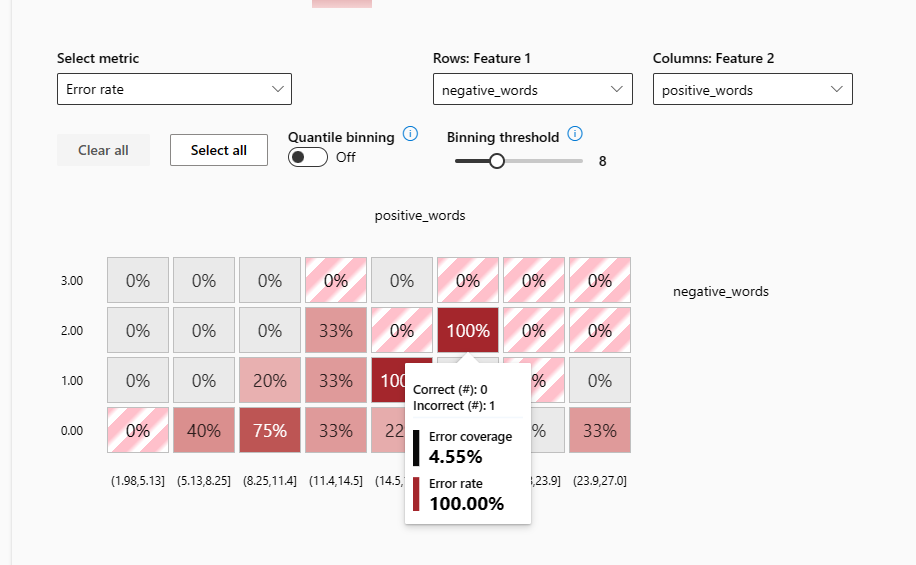 Select metric Rows: Feature 1 Columns: Feature 2
Error rate negative_words positive_words
Clear all Select all Quantile binning Off Binning threshold 8
positive_words
negative_words
3.00 0% 0% 0% 0% 0% 0% 0% 0%
2.00 0% 0% 0% 33% 0% 100% 0% 0%
1.00 0% 0% 20% 33% 100 % 0%
0.00 0% 40% 75% 33% 22 % 33%
(1.98,5.13] (5.13,8.25] (8.25,11.4] (11.4,14.5] (14.5, ,23.9] (23.9,27.0]
Correct (#): 0
Incorrect (#): 1
Error coverage
4.55%
Error rate
100.00%